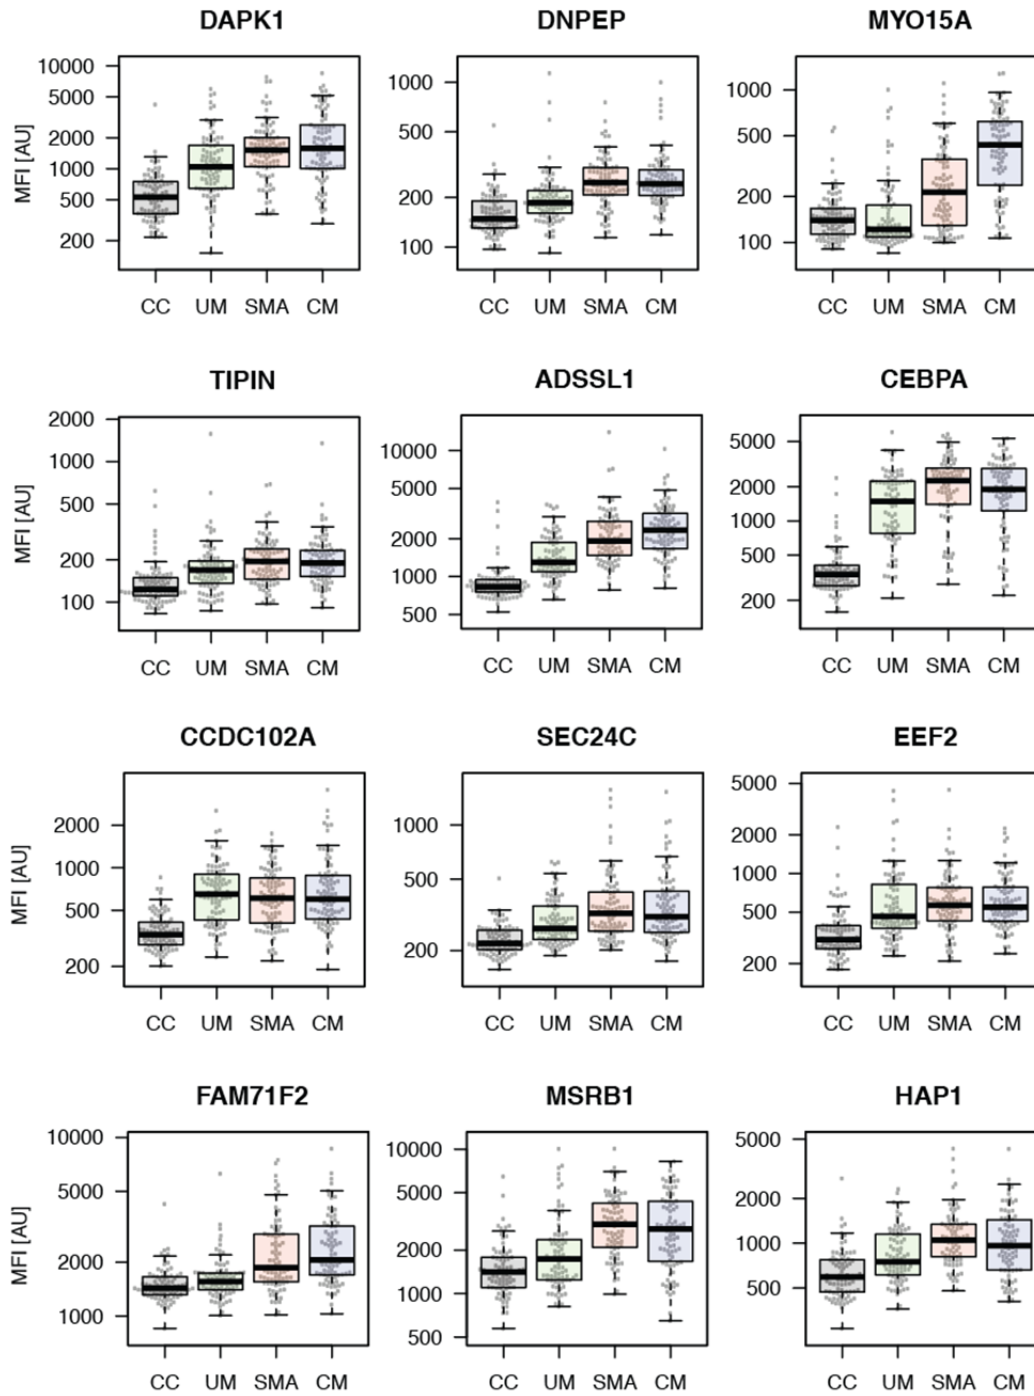 DAPK1 DNPEP MYO15A
MFI [AU]
10000 5000 2000 1000 500 200
1000 500 200 100
1000 500 200 100
CC UM SMA CM CC UM SMA CM CC UM SMA CM
TIPIN ADSSL1 CEBPA
MFI [AU]
2000 1000 500 200 100
10000 5000 2000 1000 500
5000 2000 1000 500 200
CC UM SMA CM CC UM SMA CM CC UM SMA CM
CCDC102A SEC24C EEF2
MFI [AU]
2000 1000 500 200
1000 500 200
5000 2000 1000 500 200
CC UM SMA CM CC UM SMA CM CC UM SMA CM
FAM71F2 MSRB1 HAP1
MFI [AU]
10000 5000 2000 1000
10000 5000 2000 1000 500
5000 2000 1000 500
CC UM SMA CM CC UM SMA CM CC UM SMA CM